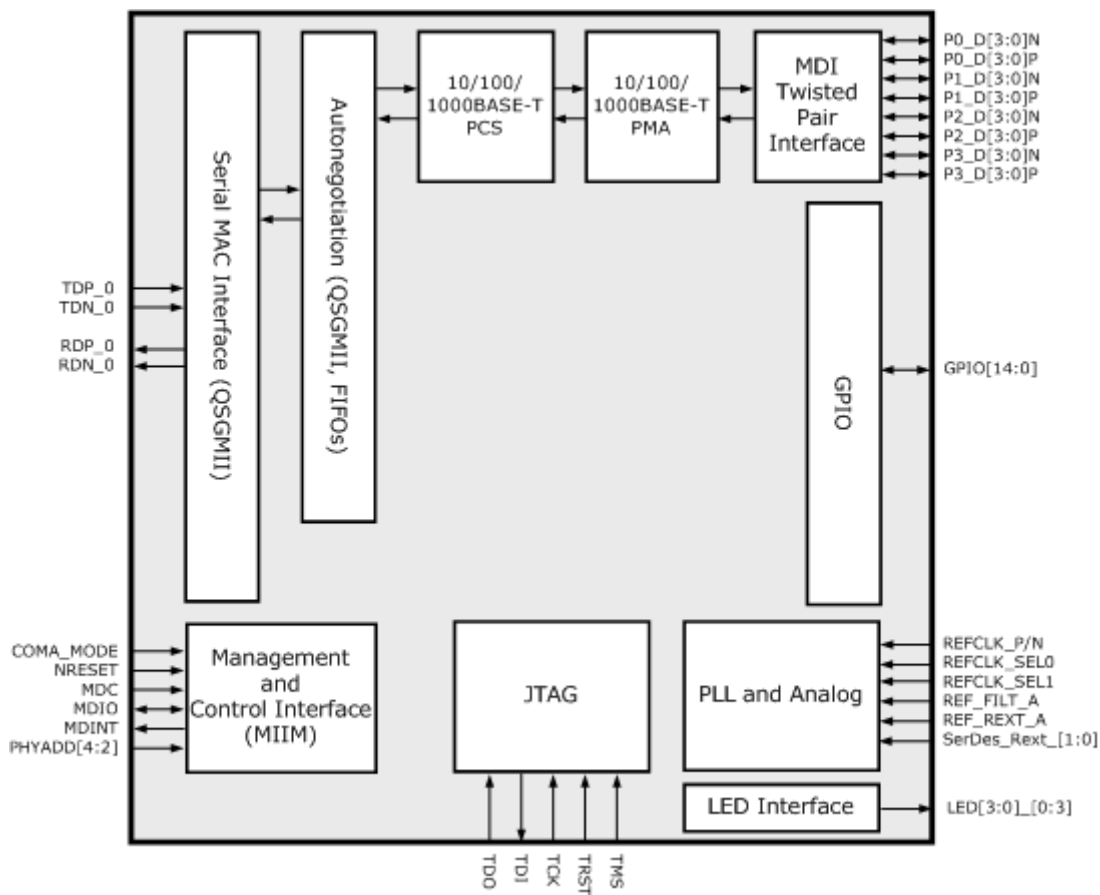 P0_D[3:0]N
P0_D[3:0]P
P1_D[3:0]N
P1_D[3:0]P
P2_D[3:0]N
P2_D[3:0]P
P3_D[3:0]N
P3_D[3:0]P
10/100/
1000BASE-T
PCS
10/100/
1000BASE-T
PMA
MDI
Twisted
Pair
Interface
Serial MAC Interface (QSGMII)
Autonegotiation (QSGMII, FIFOs)
TDP_0
TDN_0
RDP_0
RDN_0
GPIO
GPIO[14:0]
COMA_MODE
NRESET
MDC
MDIO
MDINT
PHYADD[4:2]
Management
and
Control Interface
(MIIM)
JTAG
PLL and Analog
REFCLK_P/N
REFCLK_SEL0
REFCLK_SEL1
REF_FILT_A
REF_REXT_A
SerDes_Rext_[1:0]
LED Interface
LED[3:0]_[0:3]
TDO
TDI
TCK
TRST
TMS